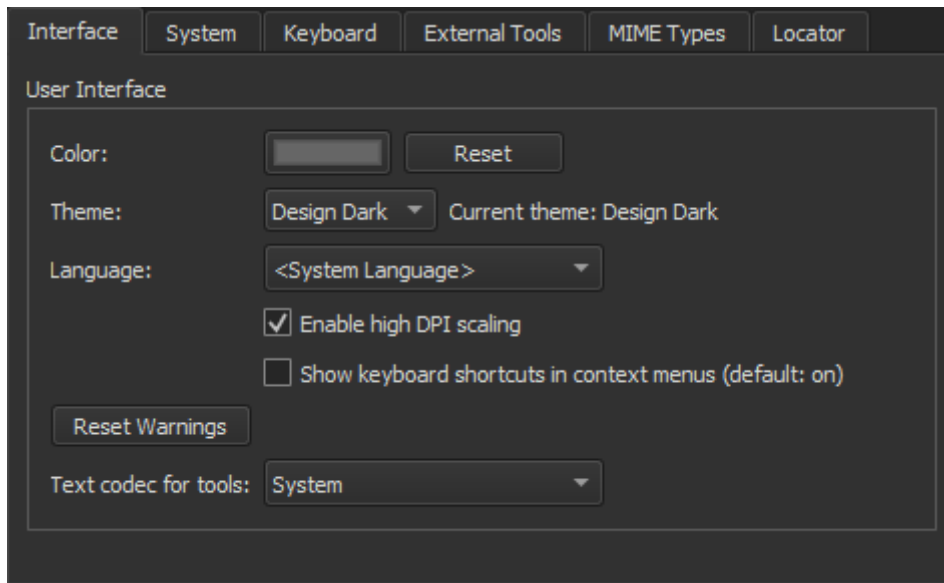 Interface System Keyboard External Tools MIME Types Locator
User Interface
Color: Reset
Theme: Design Dark Current theme: Design Dark
Language: <System Language>
Enable high DPI scaling
Show keyboard shortcuts in context menus (default: on)
Reset Warnings
Text codec for tools: System